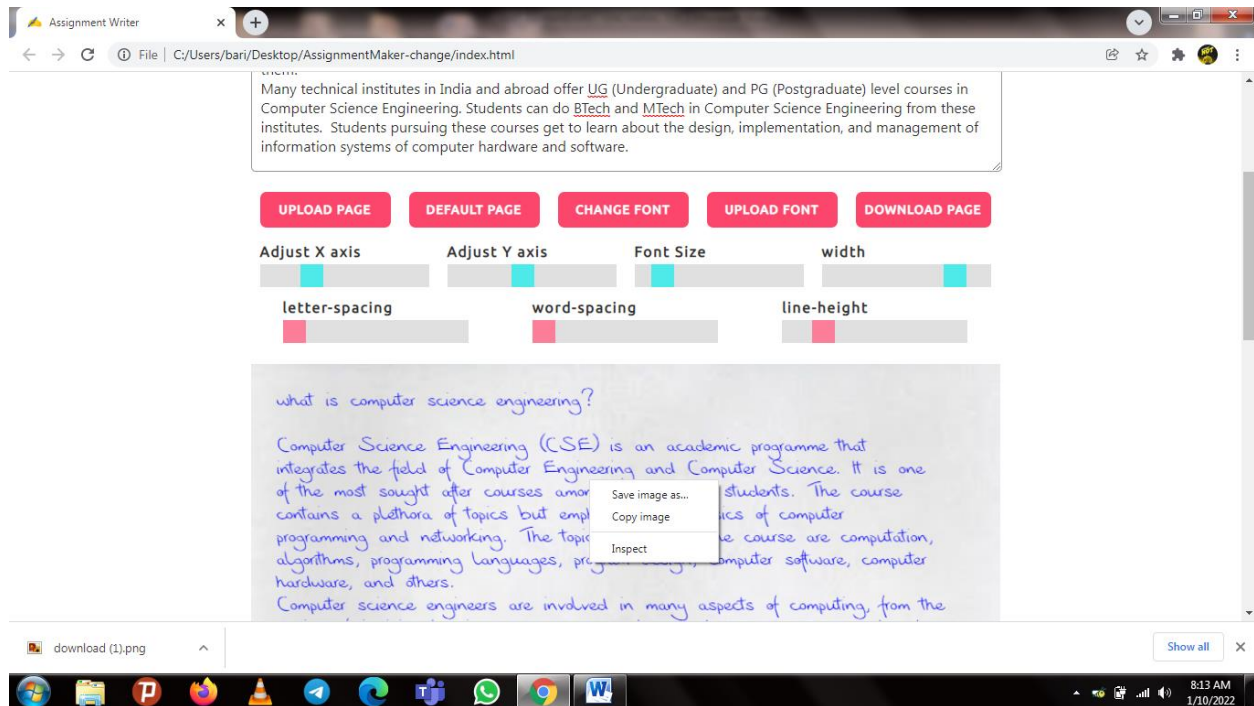 Assignment Writer
File | C:/Users/bari/Desktop/AssignmentMaker-change/index.html
them.
Many technical institutes in India and abroad offer UG (Undergraduate) and PG (Postgraduate) level courses in
Computer Science Engineering. Students can do BTech and MTech in Computer Science Engineering from these
institutes.  Students pursuing these courses get to learn about the design, implementation, and management of
information systems of computer hardware and software.
UPLOAD PAGE DEFAULT PAGE CHANGE FONT UPLOAD FONT DOWNLOAD PAGE
Adjust X axis Adjust Y axis Font Size width
letter-spacing word-spacing line-height
what is computer science engineering?
Computer Science Engineering (CSE) is an academic programme that
integrates the field of Computer Engineering and Computer Science. It is one
of the most sought after courses students. The course
contains a plethora of topics but of computer
programming and networking. The course are computation,
algorithms, programming languages, computer software, computer
hardware, and others.
Computer science engineers are involved in many aspects of computing, from the
Save image as...
Copy image
Inspect
download (1).png
Show all
8:13 AM
1/10/2022